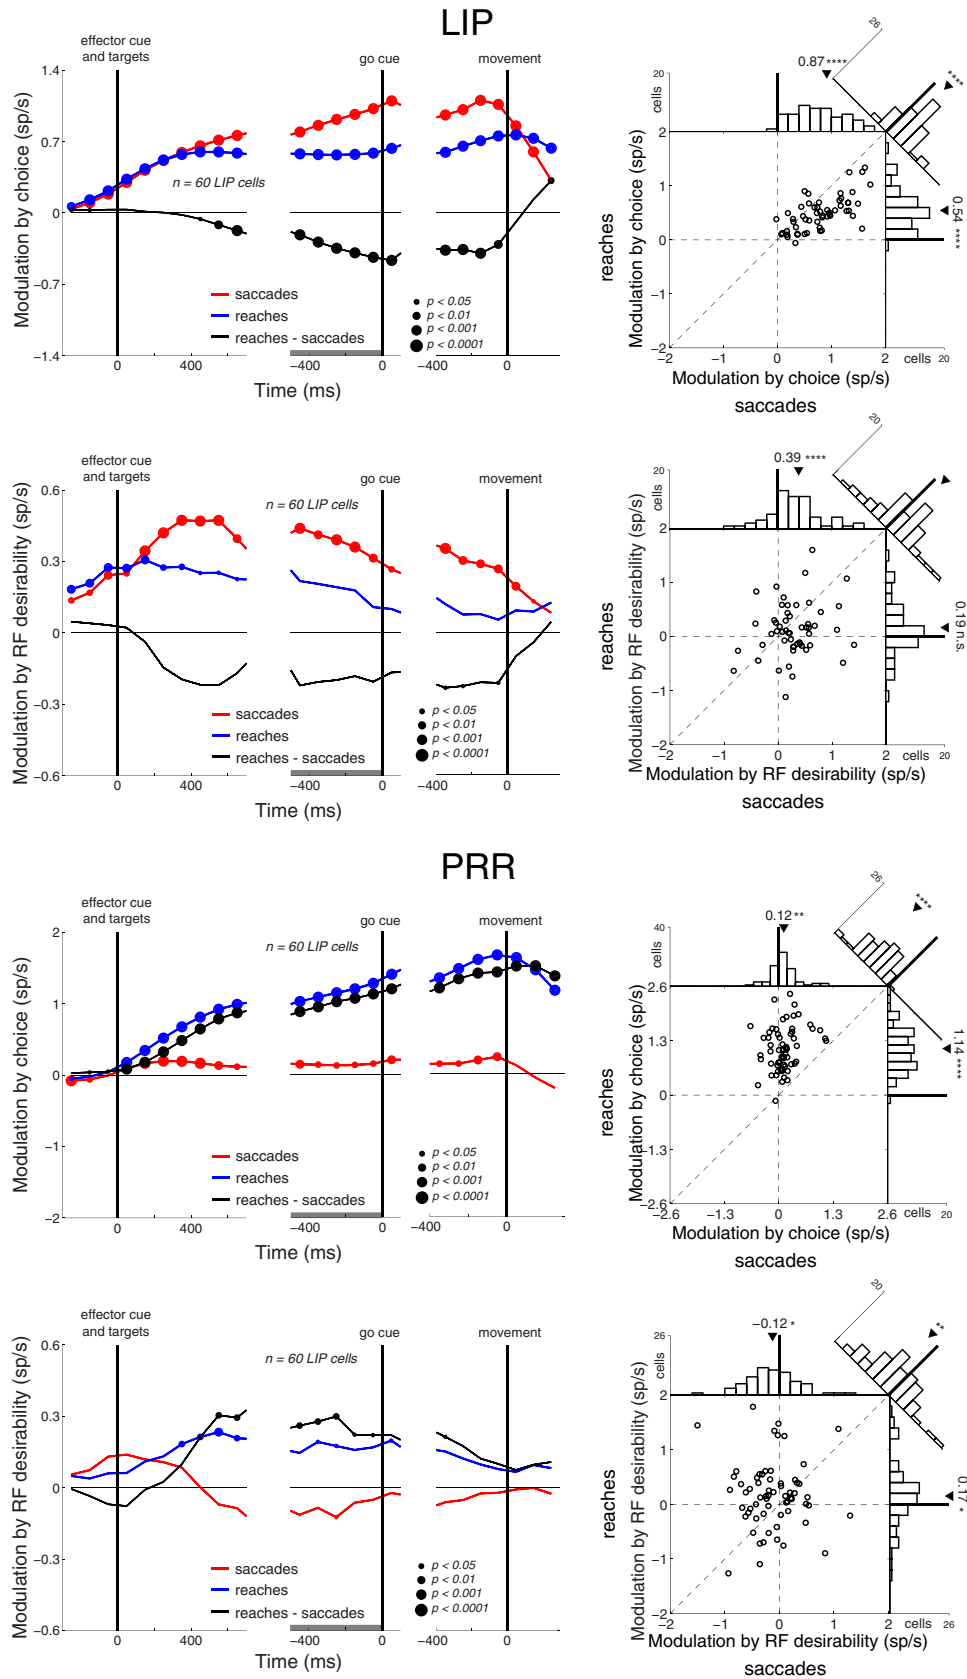 LIP
effector cue
and targets
go cue
movement
Modulation by choice (sp/s)
1.4
0.7
0
−0.7
−1.4
n = 60 LIP cells
saccades
reaches
reaches - saccades
p < 0.05
p < 0.01
p < 0.001
p < 0.0001
0
400
−400
0
−400
0
Time (ms)
26
0.87 ****
****
20
cells
2
1
0
−1
−2
reaches
Modulation by choice (sp/s)
0.54 ****
−2
−1
0
1
2
cells
20
Modulation by choice (sp/s)
saccades
effector cue
and targets
go cue
movement
Modulation by RF desirability (sp/s)
0.6
0.3
0
−0.3
−0.6
n = 60 LIP cells
saccades
reaches
reaches - saccades
p < 0.05
p < 0.01
p < 0.001
p < 0.0001
0
400
−400
0
−400
0
Time (ms)
20
0.39 ****
20
cells
2
1
0
−1
−2
reaches
Modulation by RF desirability (sp/s)
0.19 n.s.
−2
−1
0
1
2
cells
20
Modulation by RF desirability (sp/s)
saccades
PRR
effector cue
and targets
go cue
movement
Modulation by choice (sp/s)
2
1
0
−1
−2
n = 60 LIP cells
saccades
reaches
reaches - saccades
p < 0.05
p < 0.01
p < 0.001
p < 0.0001
0
400
−400
0
−400
0
Time (ms)
26
0.12 **
****
40
cells
2.6
1.3
0
−1.3
−2.6
reaches
Modulation by choice (sp/s)
1.14 ****
−2.6
−1.3
0
1.3
2.6
cells
20
Modulation by choice (sp/s)
saccades
effector cue
and targets
go cue
movement
Modulation by RF desirability (sp/s)
0.6
0.3
0
−0.3
−0.6
n = 60 LIP cells
saccades
reaches
reaches - saccades
p < 0.05
p < 0.01
p < 0.001
p < 0.0001
0
400
−400
0
−400
0
Time (ms)
20
−0.12 *
**
26
cells
2
1
0
−1
−2
reaches
Modulation by RF desirability (sp/s)
0.17 *
−2
−1
0
1
2
cells
26
Modulation by RF desirability (sp/s)
saccades